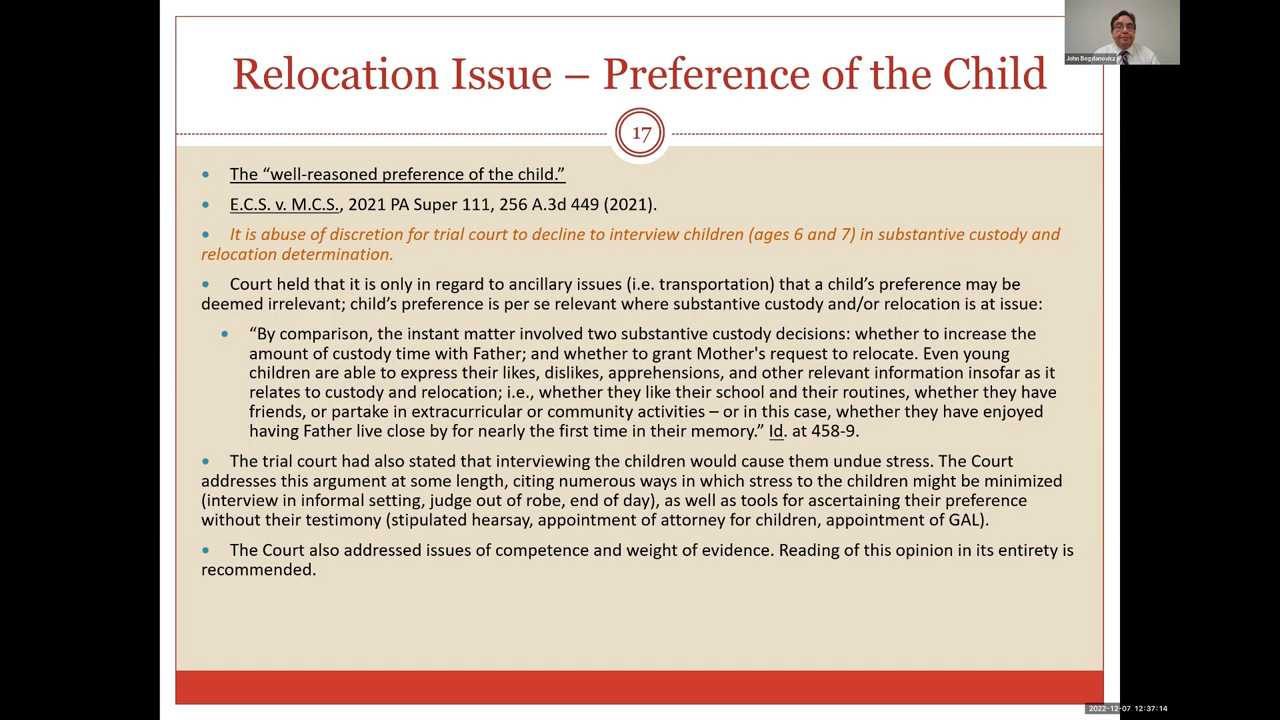 Relocation Issue – Preference of the Child
John Bogdanovicz
17
• The “well-reasoned preference of the child.”
• E.C.S. v. M.C.S., 2021 PA Super 111, 256 A.3d 449 (2021).
• It is abuse of discretion for trial court to decline to interview children (ages 6 and 7) in substantive custody and
relocation determination.
• Court held that it is only in regard to ancillary issues (i.e. transportation) that a child’s preference may be
deemed irrelevant; child’s preference is per se relevant where substantive custody and/or relocation is at issue:
• “By comparison, the instant matter involved two substantive custody decisions: whether to increase the
amount of custody time with Father; and whether to grant Mother's request to relocate. Even young
children are able to express their likes, dislikes, apprehensions, and other relevant information insofar as it
relates to custody and relocation; i.e., whether they like their school and their routines, whether they have
friends, or partake in extracurricular or community activities – or in this case, whether they have enjoyed
having Father live close by for nearly the first time in their memory.” Id. at 458-9.
• The trial court had also stated that interviewing the children would cause them undue stress. The Court
addresses this argument at some length, citing numerous ways in which stress to the children might be minimized
(interview in informal setting, judge out of robe, end of day), as well as tools for ascertaining their preference
without their testimony (stipulated hearsay, appointment of attorney for children, appointment of GAL).
• The Court also addressed issues of competence and weight of evidence. Reading of this opinion in its entirety is
recommended.
2022-12-07 12:37:14